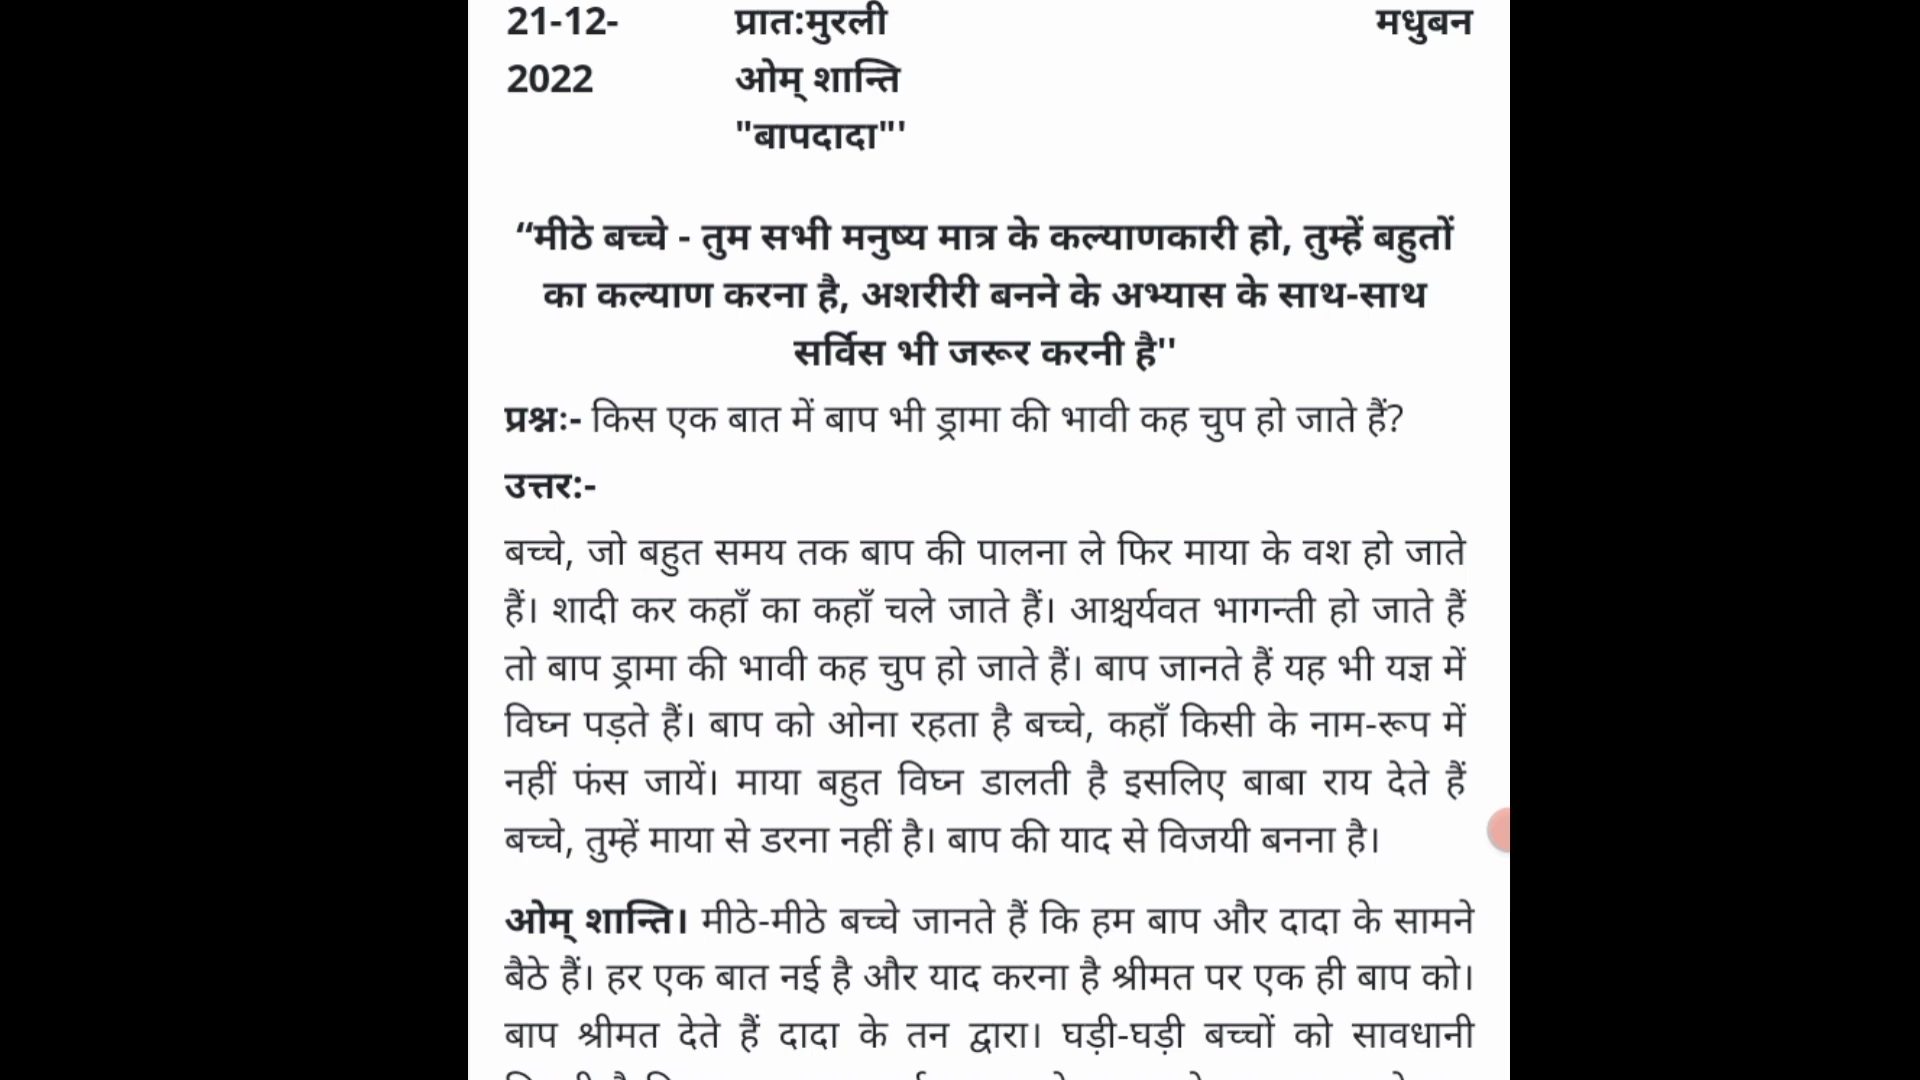 21-12- प्रात:मुरली मधुबन
2022 ओम् शान्ति
"बापदादा"'
“मीठे बच्चे - तुम सभी मनुष्य मात्र के कल्याणकारी हो, तुम्हें बहुतों
का कल्याण करना है, अशरीरी बनने के अभ्यास के साथ-साथ
सर्विस भी जरूर करनी है''
प्रश्नः- किस एक बात में बाप भी ड्रामा की भावी कह चुप हो जाते हैं?
उत्तर:-
बच्चे, जो बहुत समय तक बाप की पालना ले फिर माया के वश हो जाते
हैं। शादी कर कहाँ का कहाँ चले जाते हैं। आश्चर्यवत भागन्ती हो जाते हैं
तो बाप ड्रामा की भावी कह चुप हो जाते हैं। बाप जानते हैं यह भी यज्ञ में
विघ्न पड़ते हैं। बाप को ओना रहता है बच्चे, कहाँ किसी के नाम-रूप में
नहीं फंस जायें। माया बहुत विघ्न डालती है इसलिए बाबा राय देते हैं
बच्चे, तुम्हें माया से डरना नहीं है। बाप की याद से विजयी बनना है।
ओम् शान्ति। मीठे-मीठे बच्चे जानते हैं कि हम बाप और दादा के सामने
बैठे हैं। हर एक बात नई है और याद करना है श्रीमत पर एक ही बाप को।
बाप श्रीमत देते हैं दादा के तन द्वारा। घड़ी-घड़ी बच्चों को सावधानी